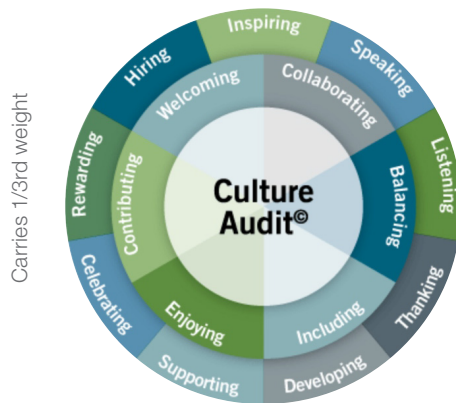 Carries 1/3rd weight
Inspiring
Speaking
Listening
Thanking
Developing
Supporting
Celebrating
Rewarding
Hiring
Welcoming
Collaborating
Balancing
Including
Enjoying
Contributing
Culture
Audit©